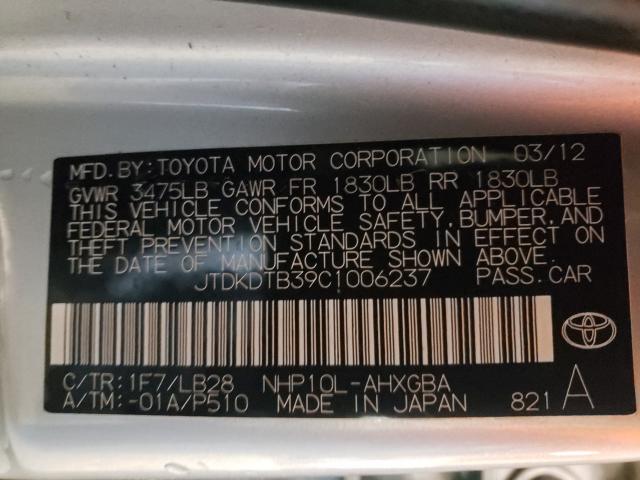 MFD. BY: TOYOTA MOTOR CORPORATION 03/12
GVWR 3475LB GAWR FR 1830LB RR 1830LB
THIS VEHICLE CONFORMS TO ALL APPLICABLE
FEDERAL MOTOR VEHICLE SAFETY, BUMPER, AND
THEFT PREVENTION STANDARDS IN EFFECT ON
THE DATE OF MANUFACTURE SHOWN ABOVE.
JTDKDTB39C1006237 PASS. CAR
C/TR: 1F7/LB28 NHP10L-AHXGBA
A/TM: -01A/P510 MADE IN JAPAN 821 A